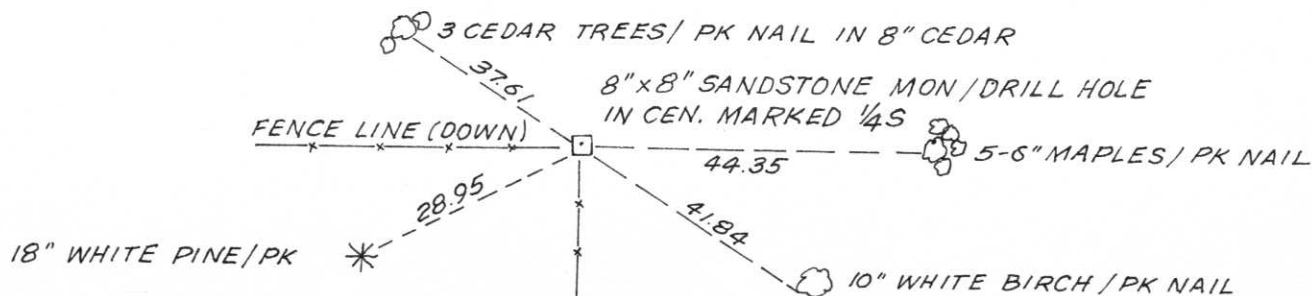 3 CEDAR TREES/ PK NAIL IN 8" CEDAR
37.61
8" x 8" SANDSTONE MON/DRILL HOLE
IN CEN. MARKED 1/4S
FENCE LINE (DOWN)
44.35
5-6" MAPLES/ PK NAIL
28.95
41.84
18" WHITE PINE/PK
10" WHITE BIRCH/PK NAIL